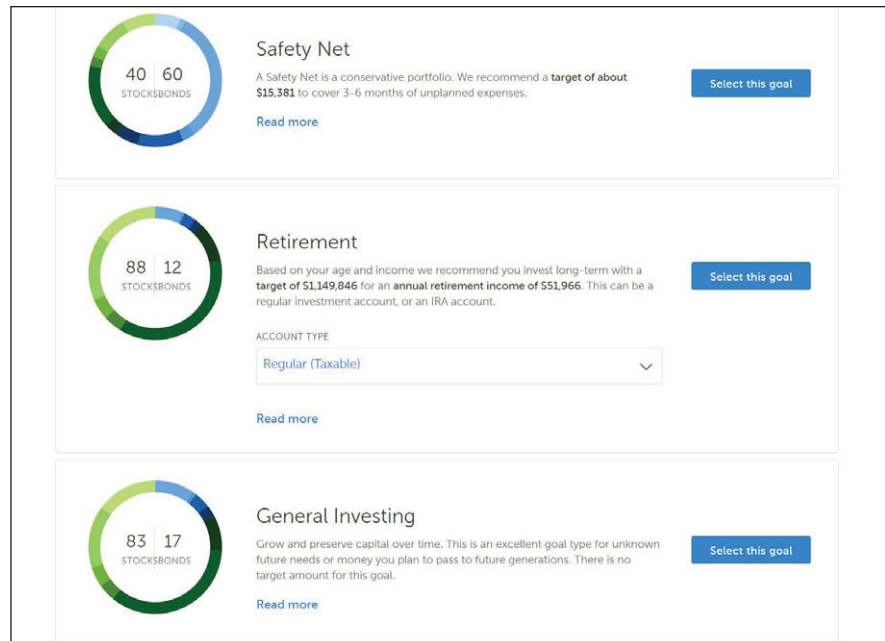 Safety Net
40 60
STOCKS BONDS
A Safety Net is a conservative portfolio. We recommend a target of about
$15,381 to cover 3-6 months of unplanned expenses.
Select this goal
Read more
Retirement
88 12
STOCKS BONDS
Based on your age and income we recommend you invest long-term with a
target of $1,149,846 for an annual retirement income of $51,966. This can be a
regular investment account, or an IRA account.
Select this goal
ACCOUNT TYPE
Regular (Taxable)
Read more
General Investing
83 17
STOCKS BONDS
Grow and preserve capital over time. This is an excellent goal type for unknown
future needs or money you plan to pass to future generations. There is no
target amount for this goal.
Select this goal
Read more